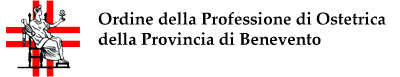 Ordine della Professione di Ostetrica
della Provincia di Benevento